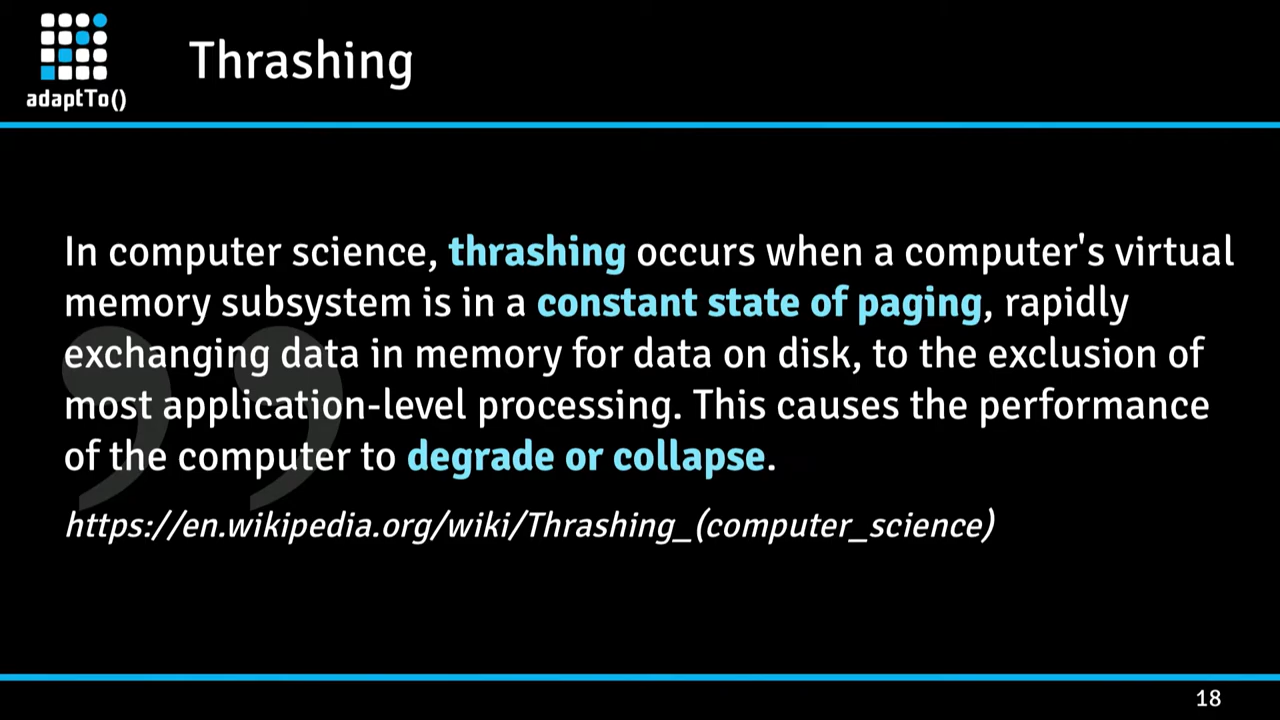 adaptTo()
Thrashing
In computer science, thrashing occurs when a computer's virtual
memory subsystem is in a constant state of paging, rapidly
exchanging data in memory for data on disk, to the exclusion of
most application-level processing. This causes the performance
of the computer to degrade or collapse.
https://en.wikipedia.org/wiki/Thrashing_(computer_science)
18